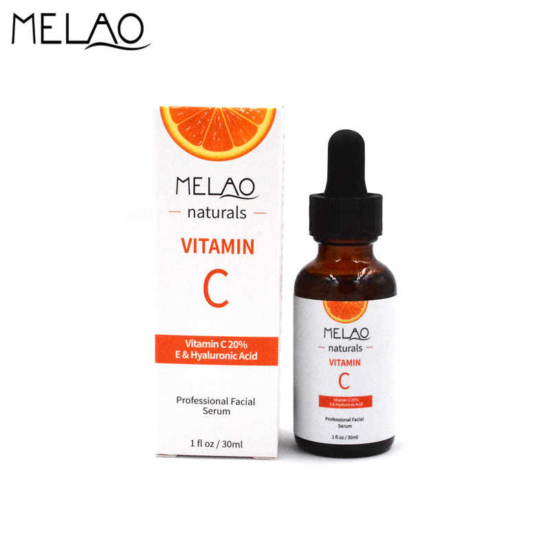 MELAO
MELAO
naturals
VITAMIN
C
Vitamin C 20%
E & Hyaluronic Acid
Professional Facial
Serum
1 fl oz / 30ml
MELAO
naturals
VITAMIN
C
Vitamin C 20%
E & Hyaluronic Acid
Professional Facial
Serum
1 fl oz / 30ml